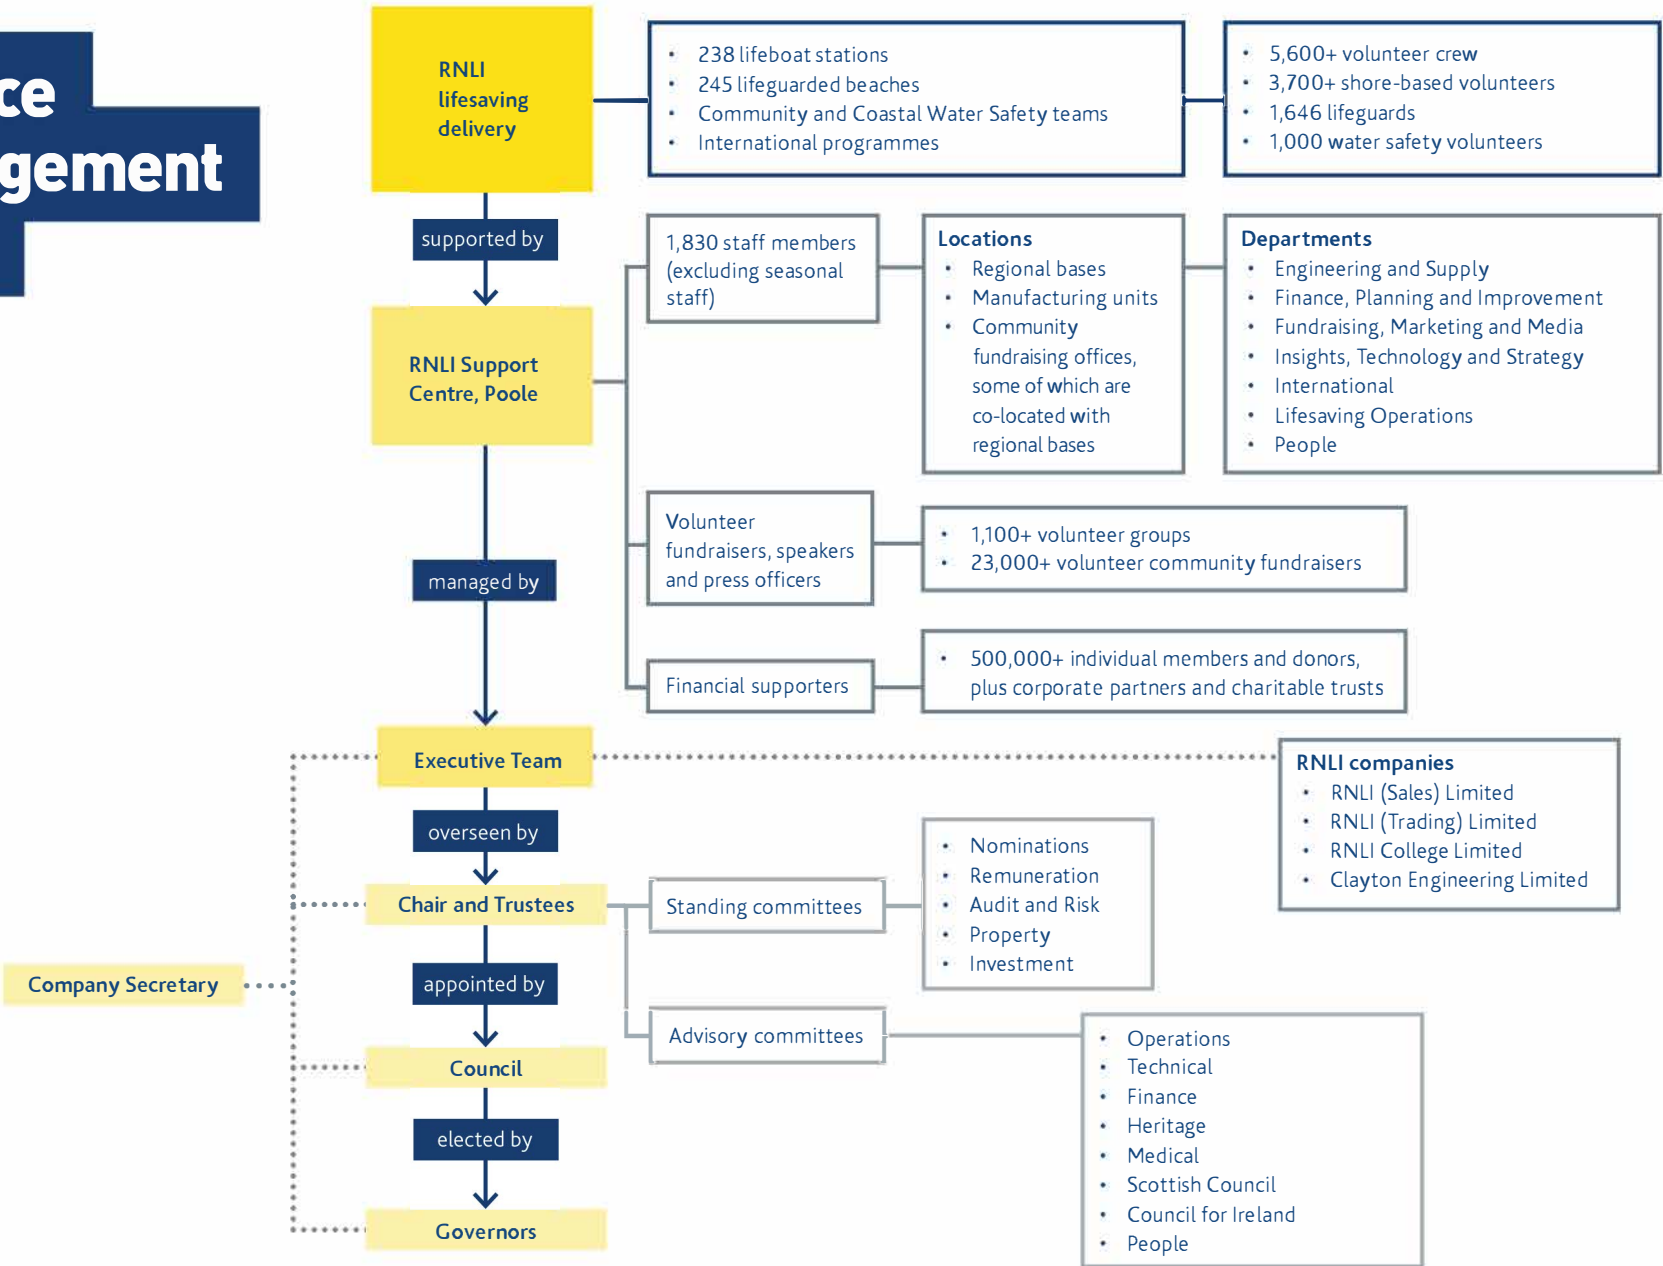 ce
gement
RNLI
lifesaving
delivery
• 238 lifeboat stations
• 245 lifeguarded beaches
• Community and Coastal Water Safety teams
• International programmes
• 5,600+ volunteer crew
• 3,700+ shore-based volunteers
• 1,646 lifeguards
• 1,000 water safety volunteers
supported by
RNLI Support
Centre, Poole
1,830 staff members
(excluding seasonal
staff)
Locations
• Regional bases
• Manufacturing units
• Community
fundraising offices,
some of which are
co-located with
regional bases
Departments
• Engineering and Supply
• Finance, Planning and Improvement
• Fundraising, Marketing and Media
• Insights, Technology and Strategy
• International
• Lifesaving Operations
• People
Volunteer
fundraisers, speakers
and press officers
• 1,100+ volunteer groups
• 23,000+ volunteer community fundraisers
managed by
Financial supporters
• 500,000+ individual members and donors,
plus corporate partners and charitable trusts
Executive Team
RNLI companies
• RNLI (Sales) Limited
• RNLI (Trading) Limited
• RNLI College Limited
• Clayton Engineering Limited
overseen by
Chair and Trustees
Standing committees
• Nominations
• Remuneration
• Audit and Risk
• Property
• Investment
Company Secretary
appointed by
Advisory committees
• Operations
• Technical
• Finance
• Heritage
• Medical
• Scottish Council
• Council for Ireland
• People
Council
elected by
Governors